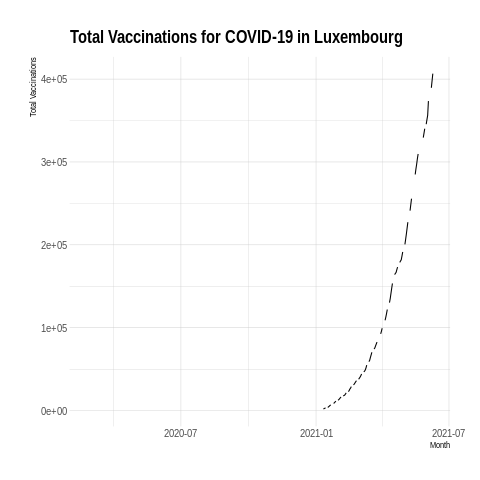 Total Vaccinations for COVID-19 in Luxembourg
Total Vaccinations
4e+05
3e+05
2e+05
1e+05
0e+00
2020-07
2021-01
2021-07
Month